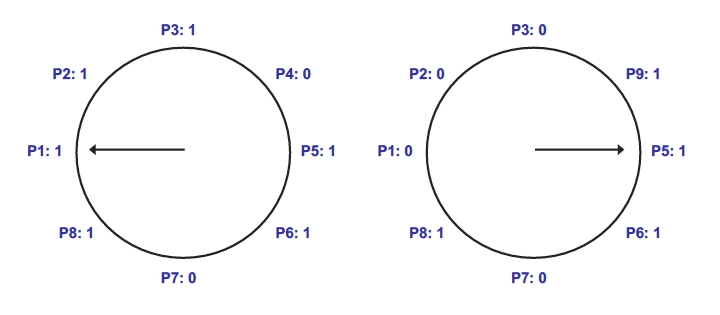 P3: 1
P2: 1
P4: 0
P1: 1
P5: 1
P8: 1
P6: 1
P7: 0
P3: 0
P2: 0
P9: 1
P1: 0
P5: 1
P8: 1
P6: 1
P7: 0